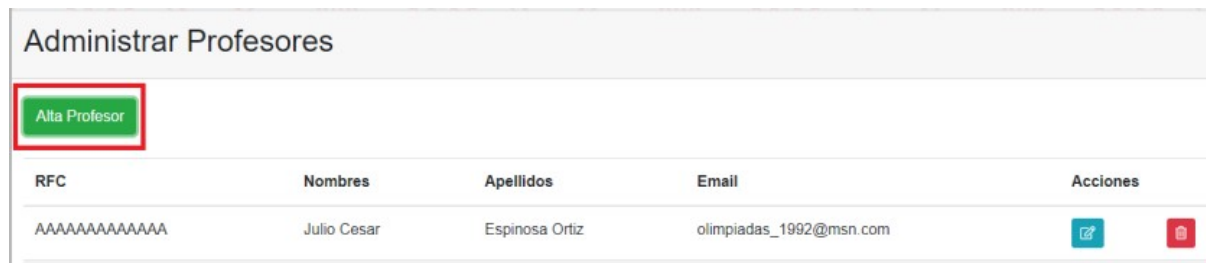 Administrar Profesores
Alta Profesor
RFC Nombres Apellidos Email Acciones
AAAAAAAAAAAAA Julio Cesar Espinosa Ortiz olimpiadas_1992@msn.com